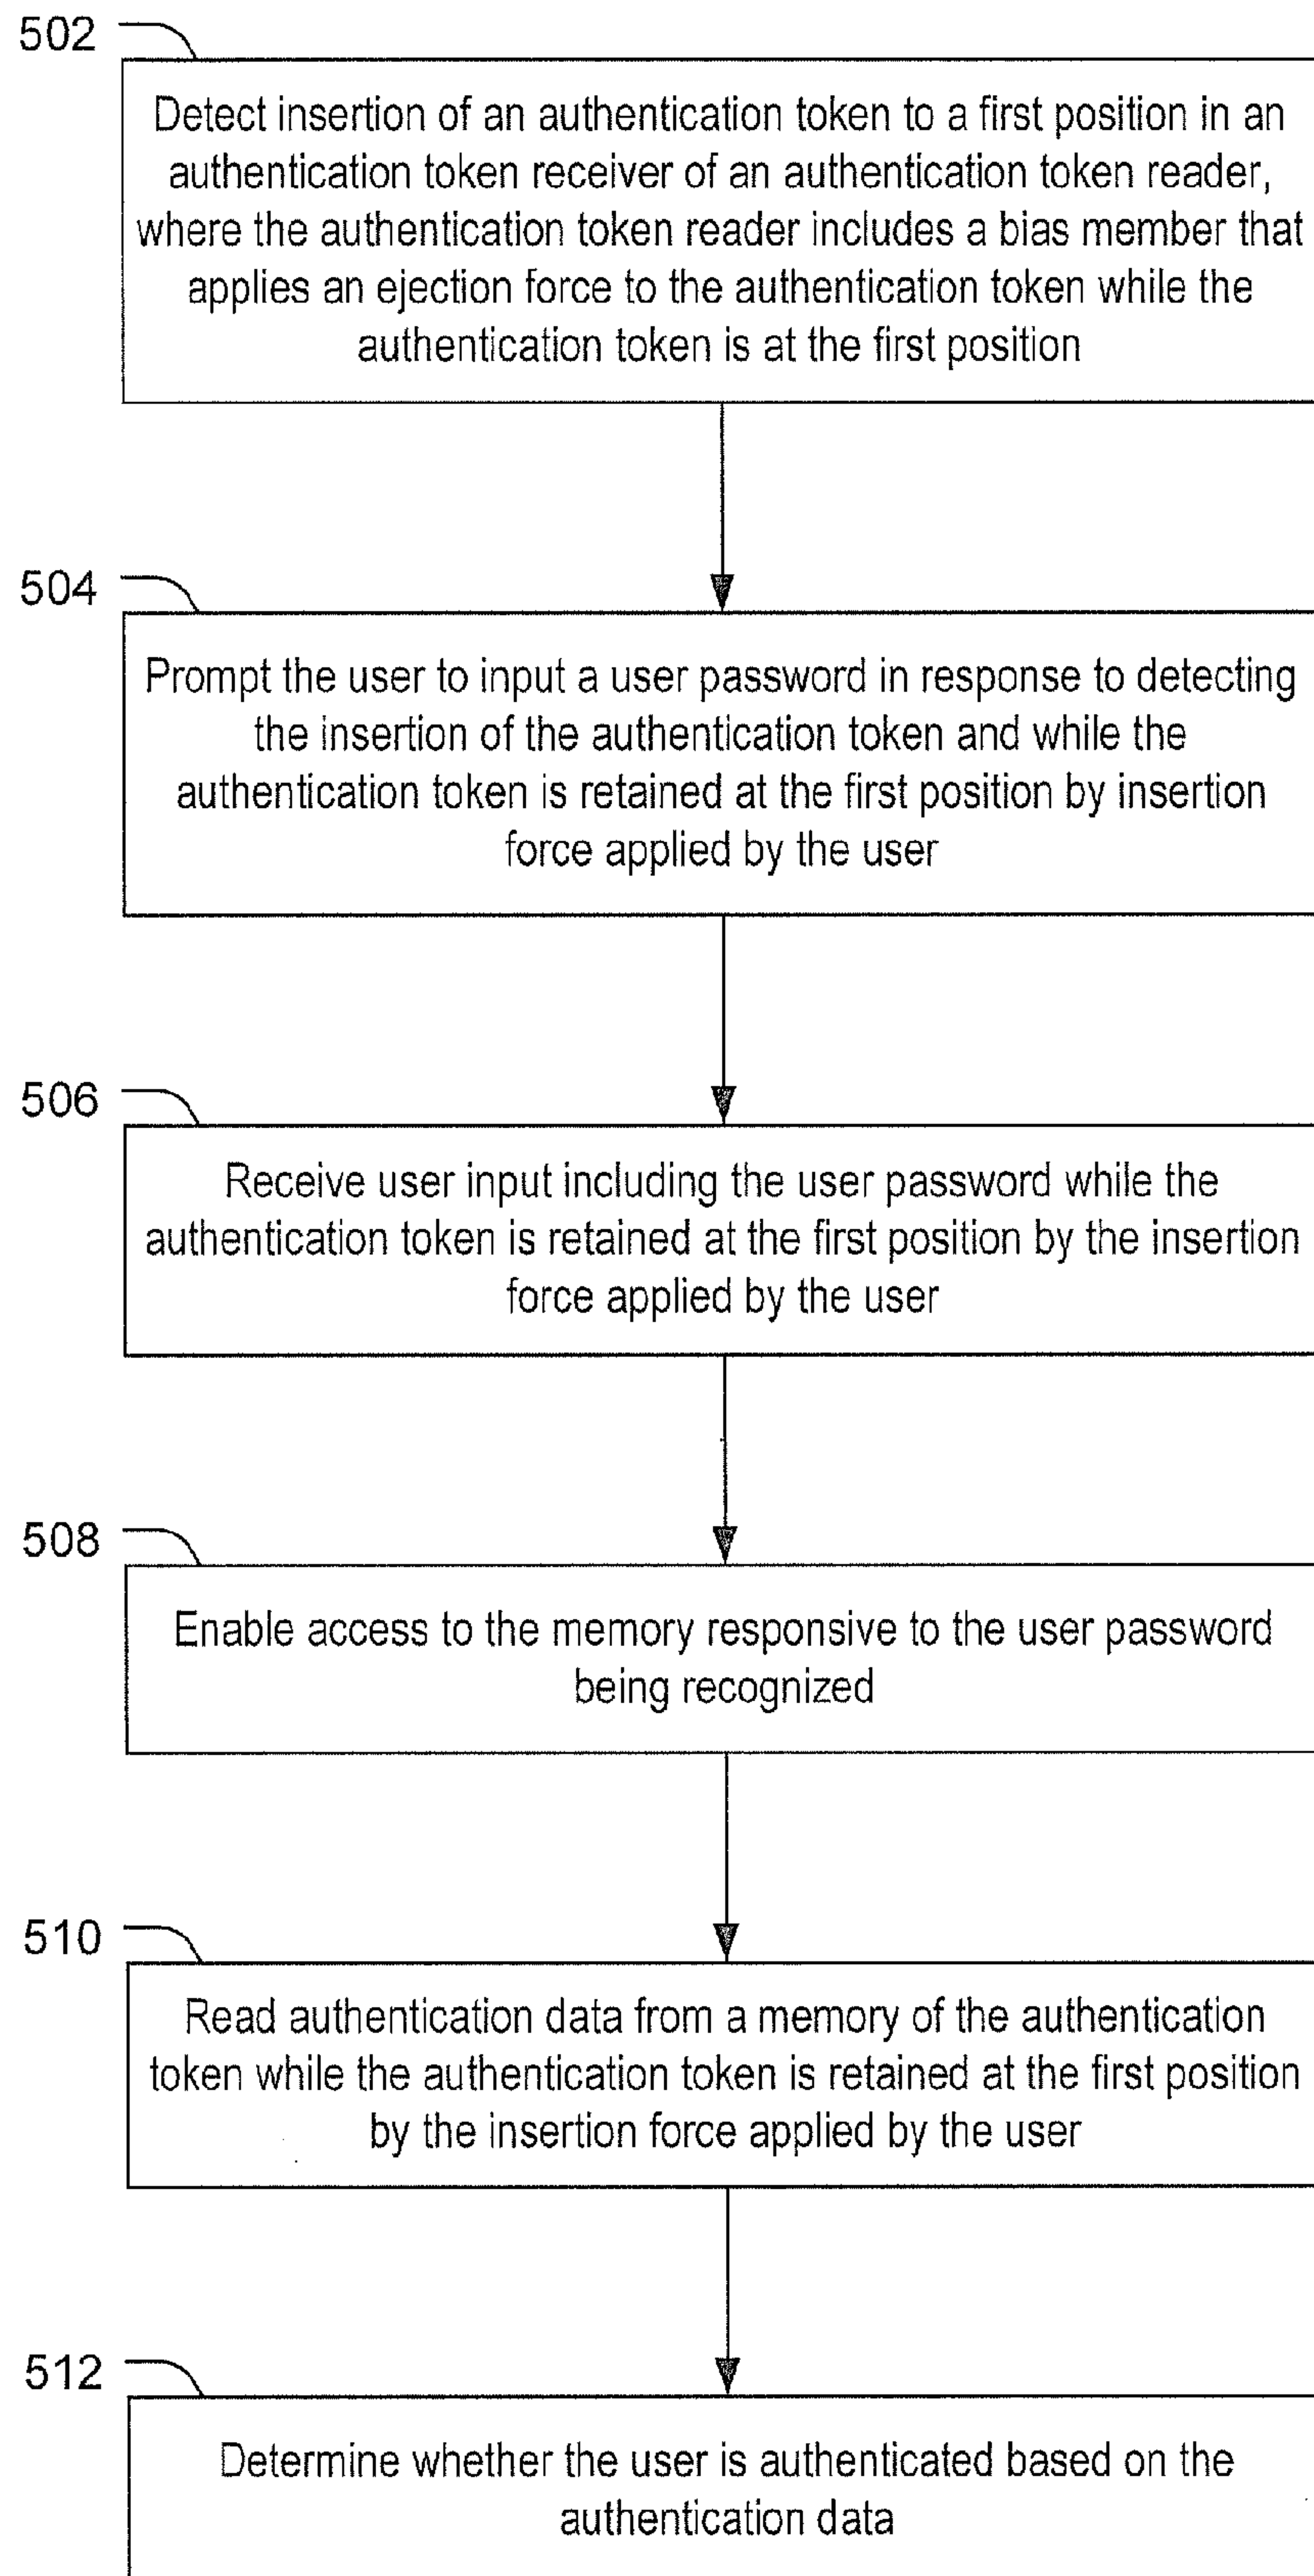 502
Detect insertion of an authentication token to a first position in an
authentication token receiver of an authentication token reader,
where the authentication token reader includes a bias member that
applies an ejection force to the authentication token while the
authentication token is at the first position
504
Prompt the user to input a user password in response to detecting
the insertion of the authentication token and while the
authentication token is retained at the first position by insertion
force applied by the user
506
Receive user input including the user password while the
authentication token is retained at the first position by the insertion
force applied by the user
508
Enable access to the memory responsive to the user password
being recognized
510
Read authentication data from a memory of the authentication
token while the authentication token is retained at the first position
by the insertion force applied by the user
512
Determine whether the user is authenticated based on the
authentication data